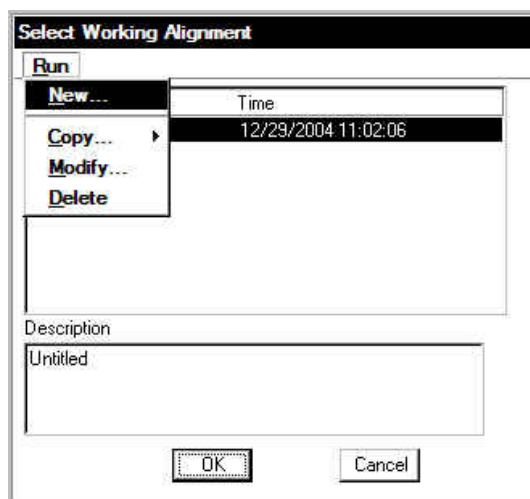 Select Working Alignment
Run
New...
Time
Copy...
12/29/2004 11:02:06
Modify...
Delete
Description
Untitled
OK
Cancel